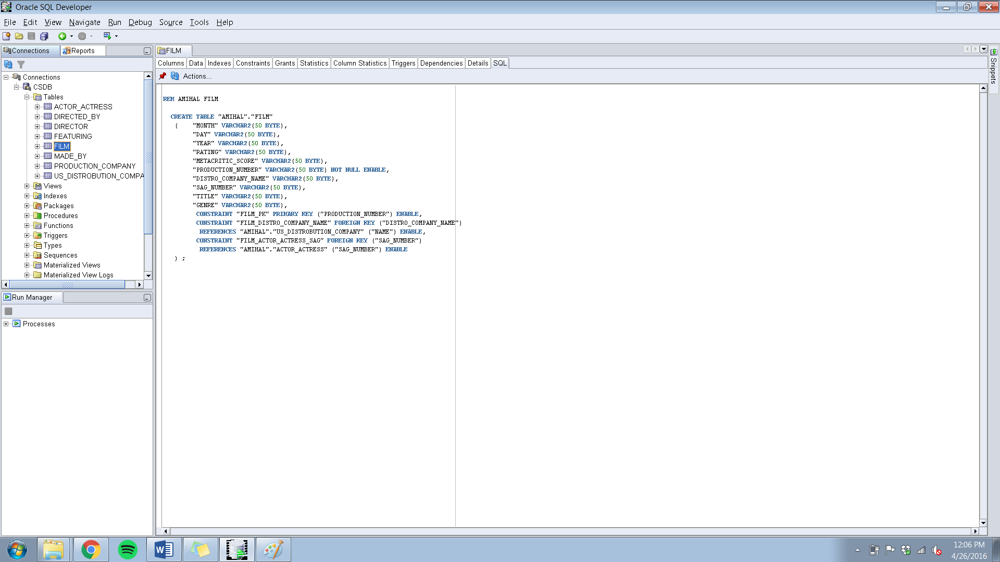 Oracle SQL Developer
File Edit View Navigate Run Debug Source Tools Help
Connections Reports
Connections
CSDB
Tables
ACTOR_ACTRESS
DIRECTED_BY
DIRECTOR
FEATURING
FILM
MADE_BY
PRODUCTION_COMPANY
US_DISTROBUTION_COMPA
Views
Indexes
Packages
Procedures
Functions
Triggers
Types
Sequences
Materialized Views
Materialized View Logs
Run Manager
Processes
FILM
Columns Data Indexes Constraints Grants Statistics Column Statistics Triggers Dependencies Details SQL
Actions...
REM AMIHAL FILM
CREATE TABLE "AMIHAL"."FILM"
( "MONTH" VARCHAR2(50 BYTE),
"DAY" VARCHAR2(50 BYTE),
"YEAR" VARCHAR2(50 BYTE),
"RATING" VARCHAR2(50 BYTE),
"METACRITIC_SCORE" VARCHAR2(50 BYTE),
"PRODUCTION_NUMBER" VARCHAR2(50 BYTE) NOT NULL ENABLE,
"DISTRO_COMPANY_NAME" VARCHAR2(50 BYTE),
"SAG_NUMBER" VARCHAR2(50 BYTE),
"TITLE" VARCHAR2(50 BYTE),
"GENRE" VARCHAR2(50 BYTE),
CONSTRAINT "FILM_PK" PRIMARY KEY ("PRODUCTION_NUMBER") ENABLE,
CONSTRAINT "FILM_DISTRO_COMPANY_NAME" FOREIGN KEY ("DISTRO_COMPANY_NAME")
REFERENCES "AMIHAL"."US_DISTROBUTION_COMPANY" ("NAME") ENABLE,
CONSTRAINT "FILM_ACTOR_ACTRESS_SAG" FOREIGN KEY ("SAG_NUMBER")
REFERENCES "AMIHAL"."ACTOR_ACTRESS" ("SAG_NUMBER") ENABLE
) ;
Snippets
12:06 PM
4/26/2016